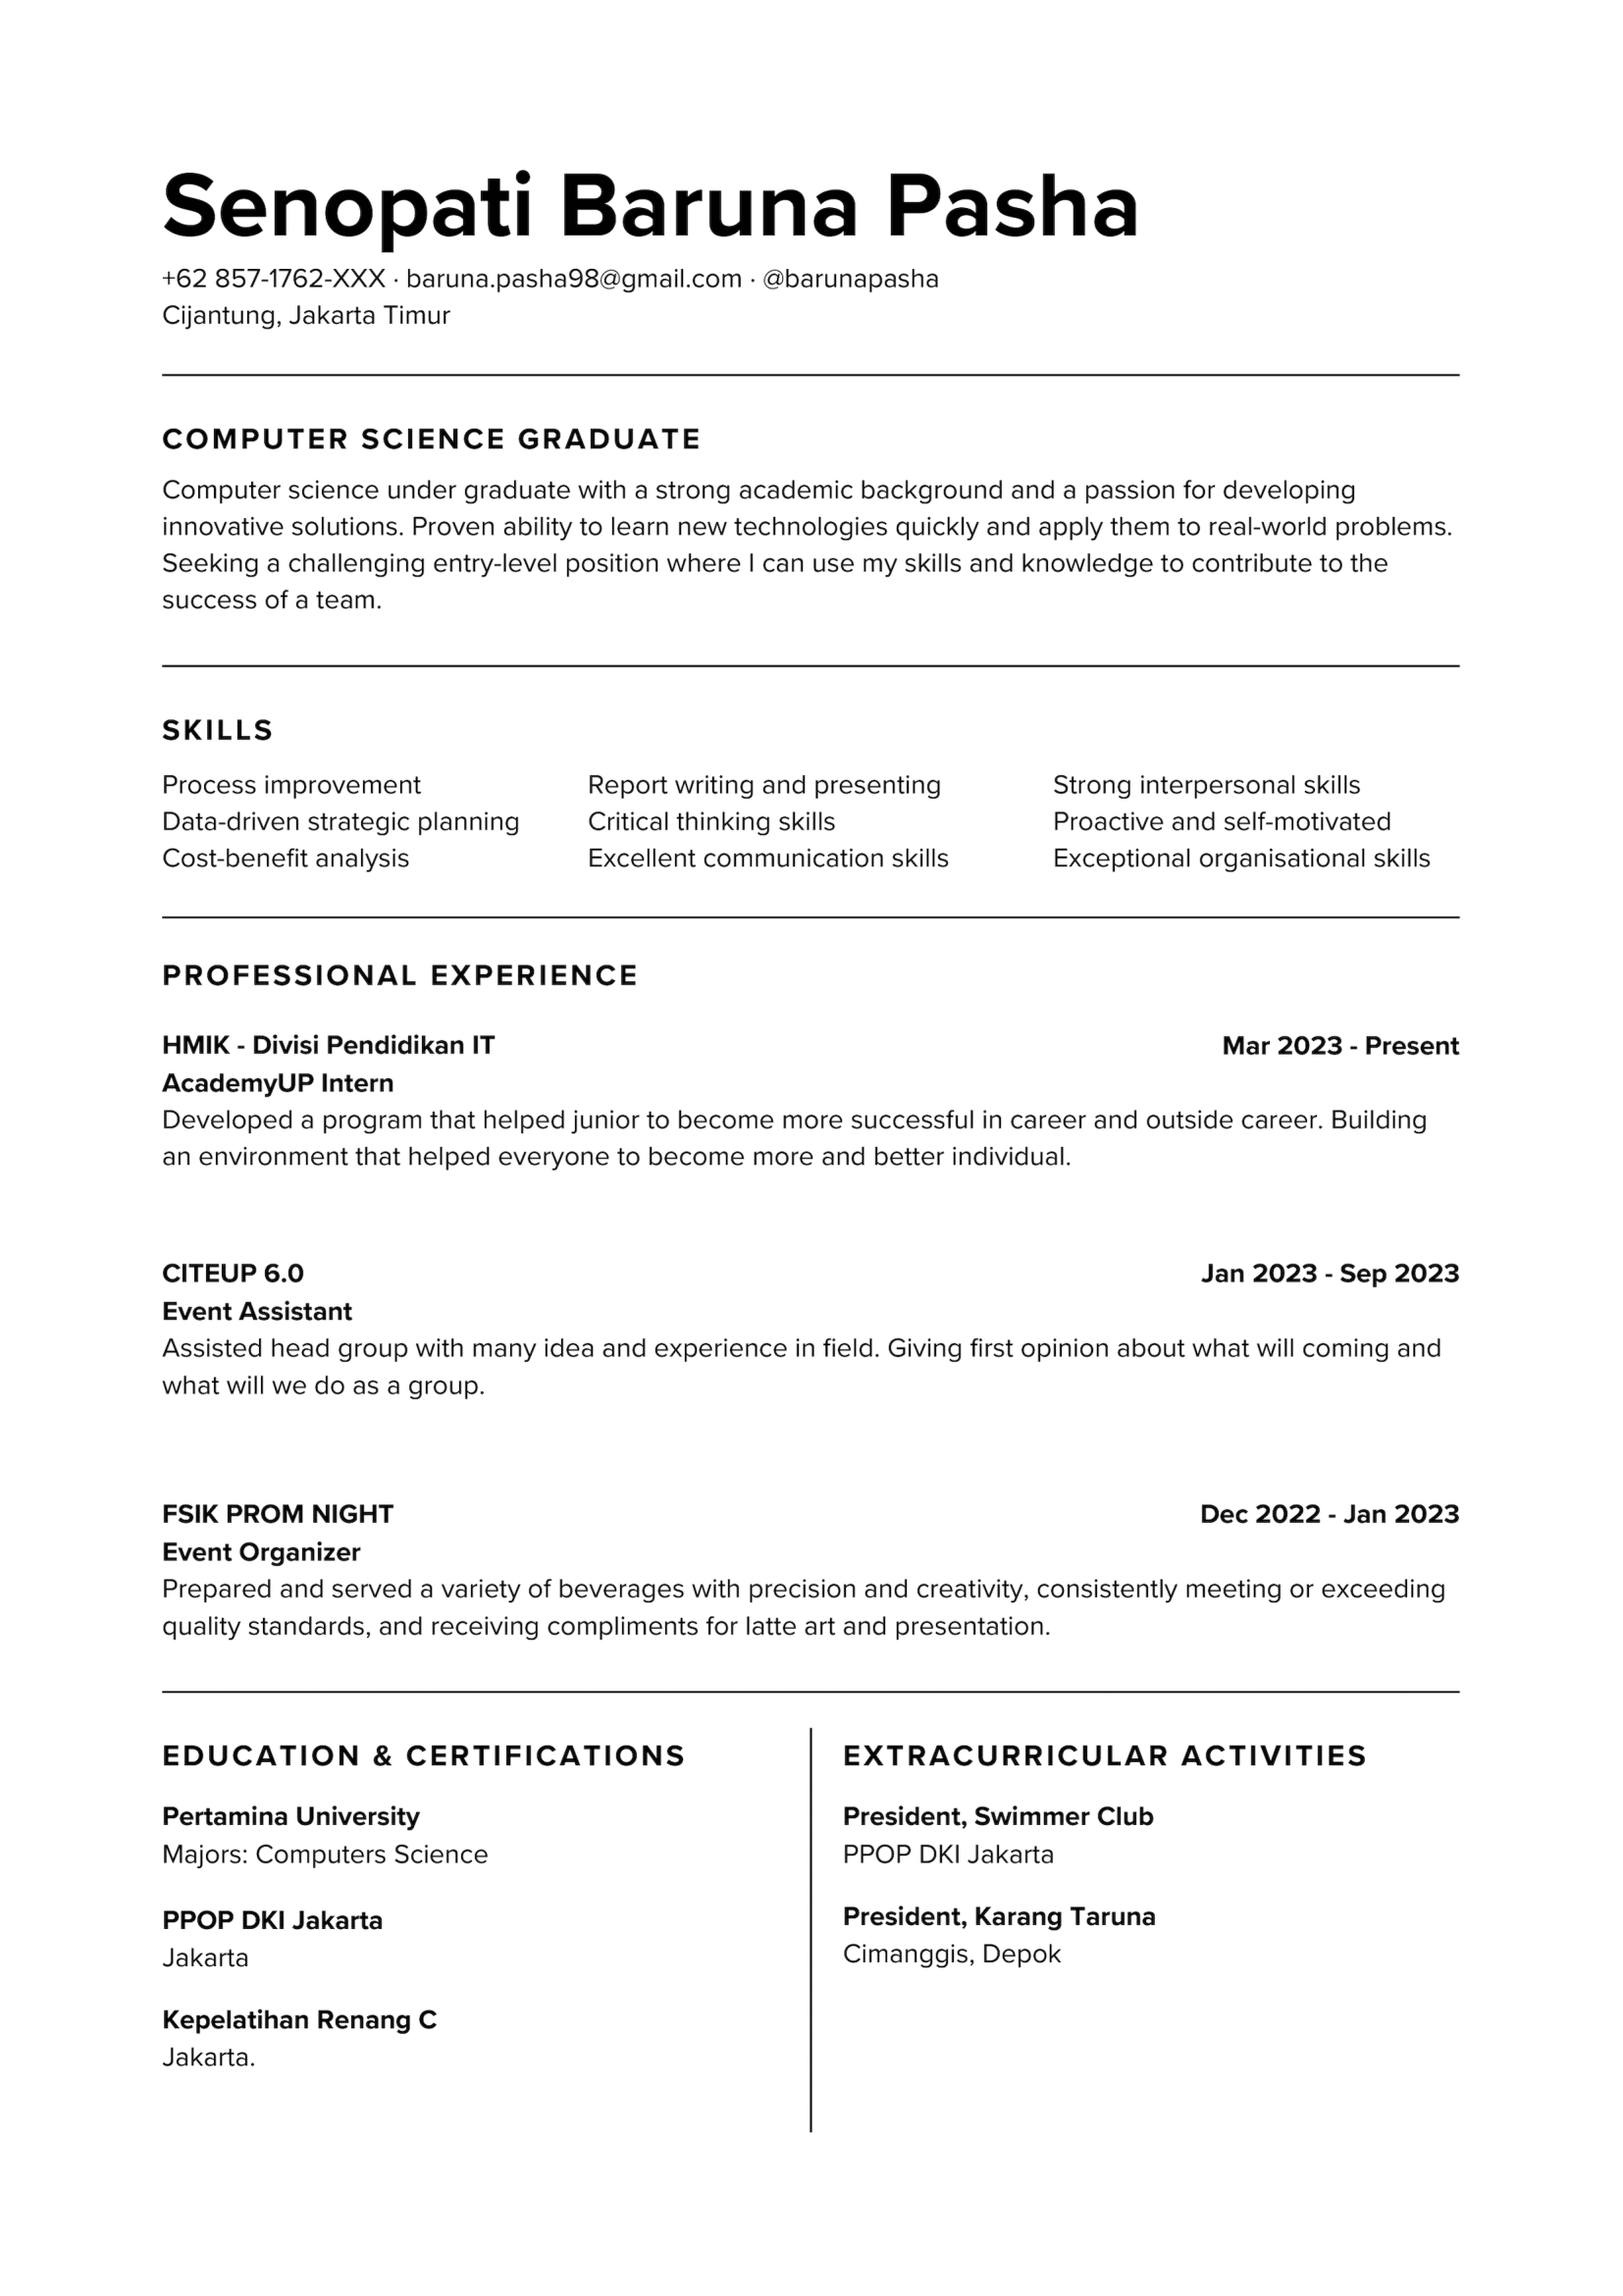 Senopati Baruna Pasha
+62 857-1762-XXX · baruna.pasha98@gmail.com · @barunapasha
Cijantung, Jakarta Timur
COMPUTER SCIENCE GRADUATE
Computer science under graduate with a strong academic background and a passion for developing
innovative solutions. Proven ability to learn new technologies quickly and apply them to real-world problems.
Seeking a challenging entry-level position where I can use my skills and knowledge to contribute to the
success of a team.
SKILLS
Process improvement
Data-driven strategic planning
Cost-benefit analysis
Report writing and presenting
Critical thinking skills
Excellent communication skills
Strong interpersonal skills
Proactive and self-motivated
Exceptional organisational skills
PROFESSIONAL EXPERIENCE
HMIK - Divisi Pendidikan IT Mar 2023 - Present
AcademyUP Intern
Developed a program that helped junior to become more successful in career and outside career. Building
an environment that helped everyone to become more and better individual.
CITEUP 6.0 Jan 2023 - Sep 2023
Event Assistant
Assisted head group with many idea and experience in field. Giving first opinion about what will coming and
what will we do as a group.
FSIK PROM NIGHT Dec 2022 - Jan 2023
Event Organizer
Prepared and served a variety of beverages with precision and creativity, consistently meeting or exceeding
quality standards, and receiving compliments for latte art and presentation.
EDUCATION & CERTIFICATIONS
Pertamina University
Majors: Computers Science
PPOP DKI Jakarta
Jakarta
Kepelatihan Renang C
Jakarta.
EXTRACURRICULAR ACTIVITIES
President, Swimmer Club
PPOP DKI Jakarta
President, Karang Taruna
Cimanggis, Depok